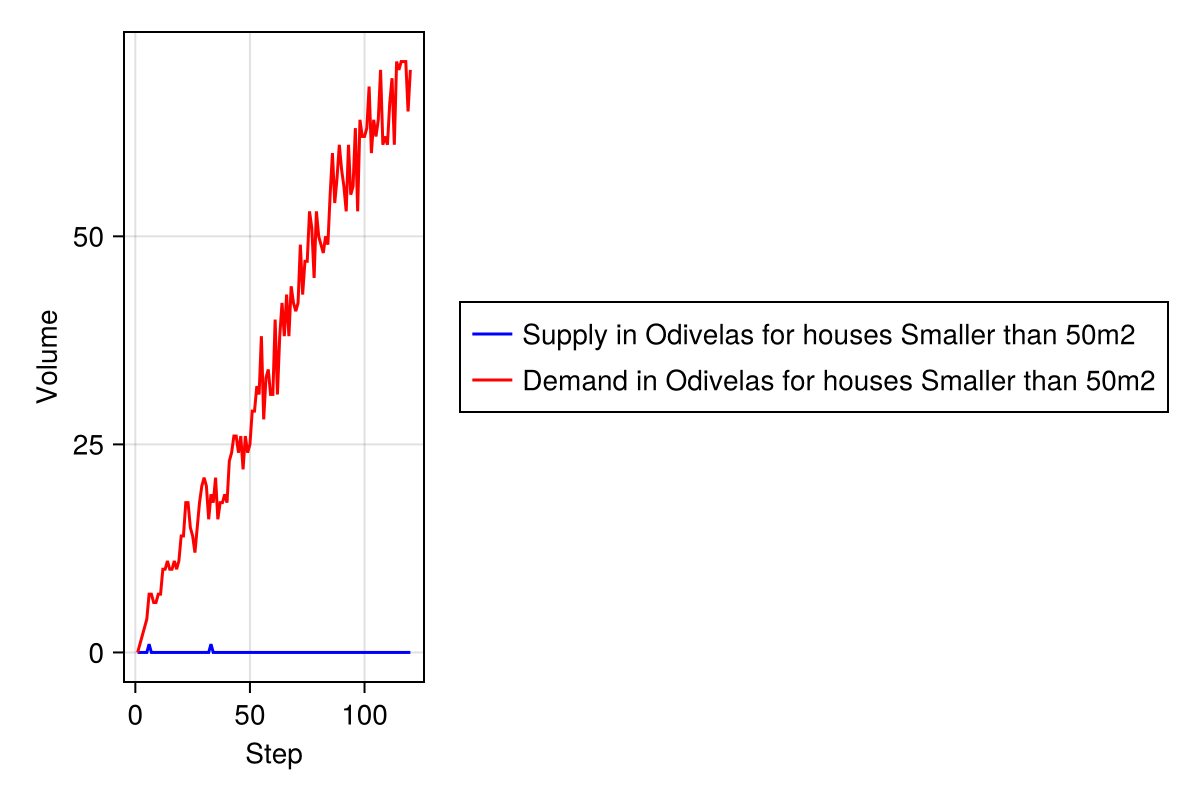 Volume
50
25
0
0 50 100
Step
Supply in Odivelas for houses Smaller than 50m2
Demand in Odivelas for houses Smaller than 50m2